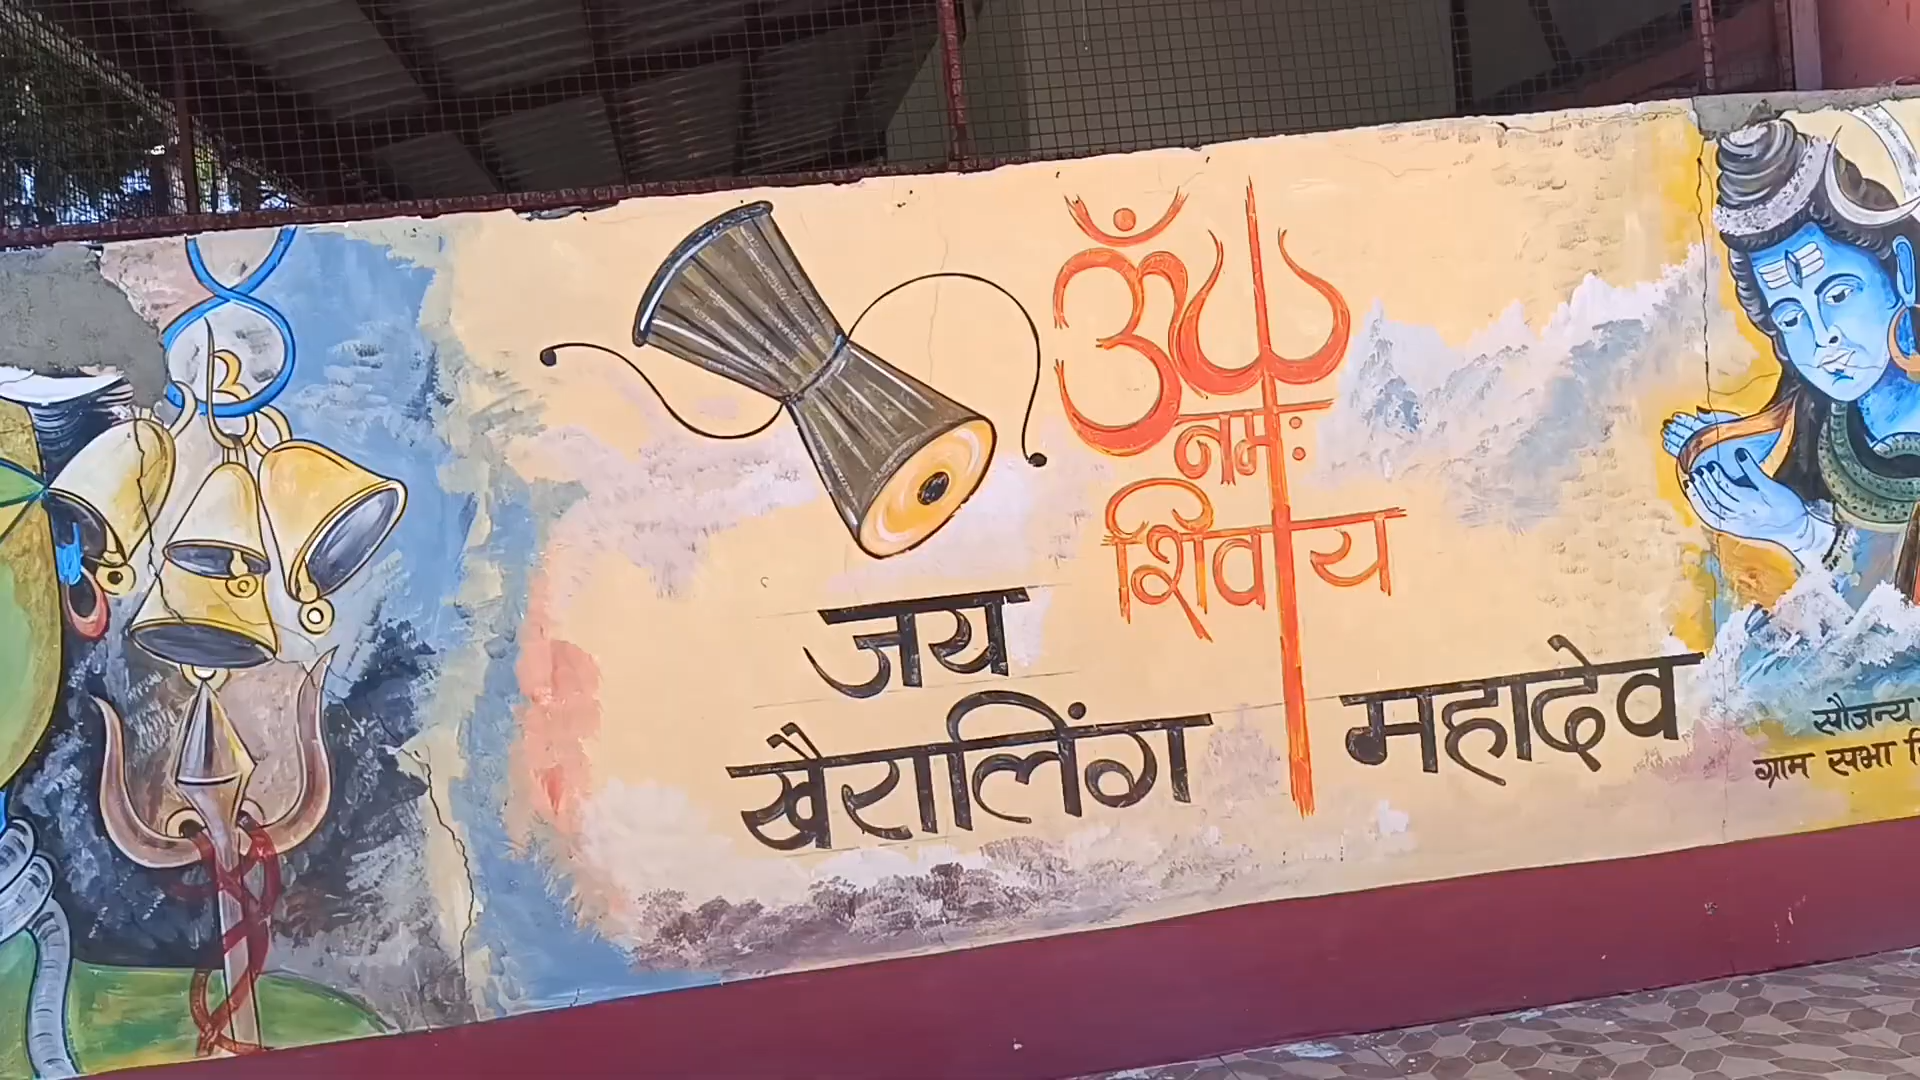 ॐ
नमः
शिवाय
जय
खैरालिंग महादेव
सौजन्य
ग्राम सभा